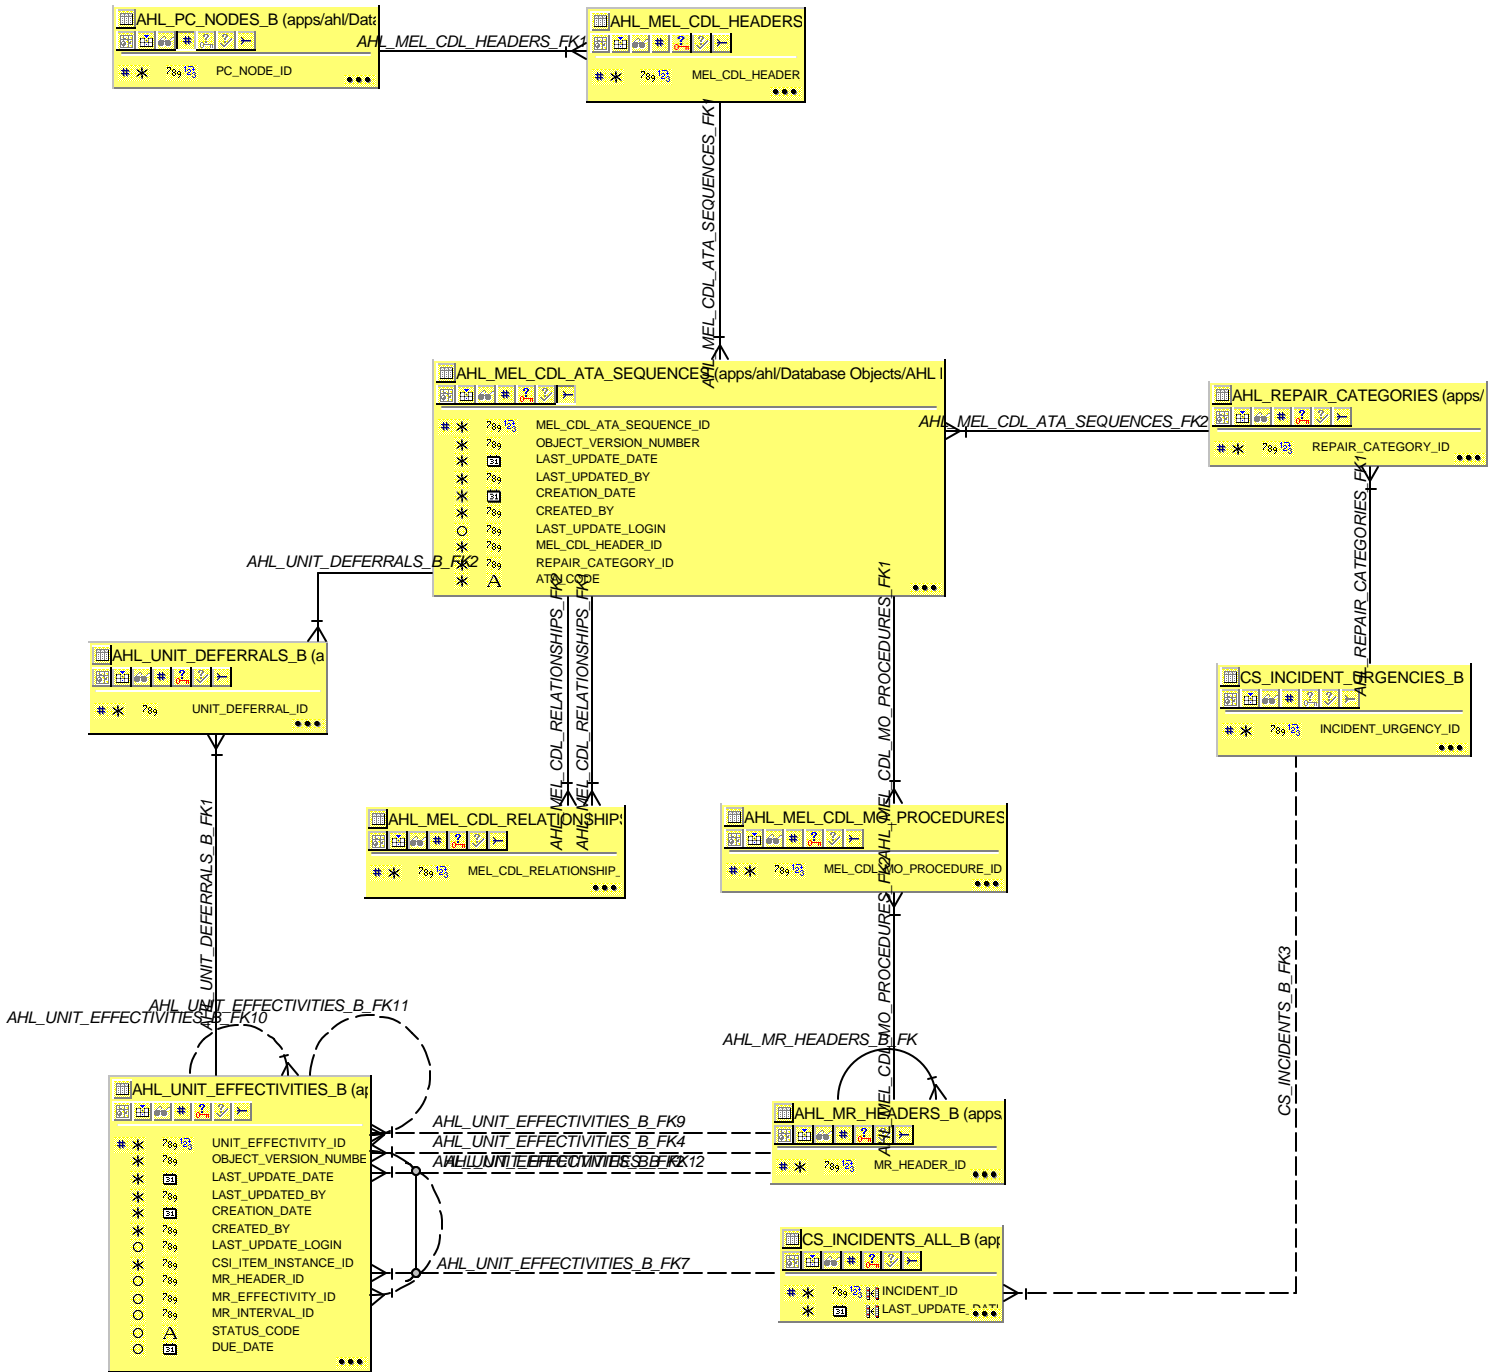 AHL_PC_NODES_B (apps/ahl/Data
PC_NODE_ID
AHL_MEL_CDL_HEADERS_FK1
AHL_MEL_CDL_HEADERS
MEL_CDL_HEADER
AHL_MEL_CDL_ATA_SEQUENCES_FK1
AHL_MEL_CDL_ATA_SEQUENCES (apps/ahl/Database Objects/AHL
MEL_CDL_ATA_SEQUENCE_ID
OBJECT_VERSION_NUMBER
LAST_UPDATE_DATE
LAST_UPDATED_BY
CREATION_DATE
CREATED_BY
LAST_UPDATE_LOGIN
MEL_CDL_HEADER_ID
REPAIR_CATEGORY_ID
ATA_CODE
AHL_MEL_CDL_ATA_SEQUENCES_FK2
AHL_REPAIR_CATEGORIES (apps/
REPAIR_CATEGORY_ID
AHL_REPAIR_CATEGORIES_FK1
AHL_UNIT_DEFERRALS_B_FK2
AHL_UNIT_DEFERRALS_B (a
UNIT_DEFERRAL_ID
AHL_MEL_CDL_RELATIONSHIPS_FK2
AHL_MEL_CDL_RELATIONSHIPS_FK1
AHL_MEL_CDL_MO_PROCEDURES_FK1
CS_INCIDENT_URGENCIES_B
INCIDENT_URGENCY_ID
AHL_MEL_CDL_RELATIONSHIPS
MEL_CDL_RELATIONSHIP_
AHL_MEL_CDL_MO_PROCEDURES
MEL_CDL_MO_PROCEDURE_ID
AHL_UNIT_DEFERRALS_B_FK1
AHL_MEL_CDL_MO_PROCEDURES_FK2
CS_INCIDENTS_B_FK3
AHL_UNIT_EFFECTIVITIES_B_FK11
AHL_UNIT_EFFECTIVITIES_B_FK10
AHL_MR_HEADERS_B_FK
AHL_UNIT_EFFECTIVITIES_B (ap
UNIT_EFFECTIVITY_ID
OBJECT_VERSION_NUMBE
LAST_UPDATE_DATE
LAST_UPDATED_BY
CREATION_DATE
CREATED_BY
LAST_UPDATE_LOGIN
CSI_ITEM_INSTANCE_ID
MR_HEADER_ID
MR_EFFECTIVITY_ID
MR_INTERVAL_ID
STATUS_CODE
DUE_DATE
AHL_UNIT_EFFECTIVITIES_B_FK9
AHL_UNIT_EFFECTIVITIES_B_FK4
AHL_UNIT_EFFECTIVITIES_B_FK12
AHL_MR_HEADERS_B (apps
MR_HEADER_ID
AHL_UNIT_EFFECTIVITIES_B_FK7
CS_INCIDENTS_ALL_B (app
INCIDENT_ID
LAST_UPDATE_DATE